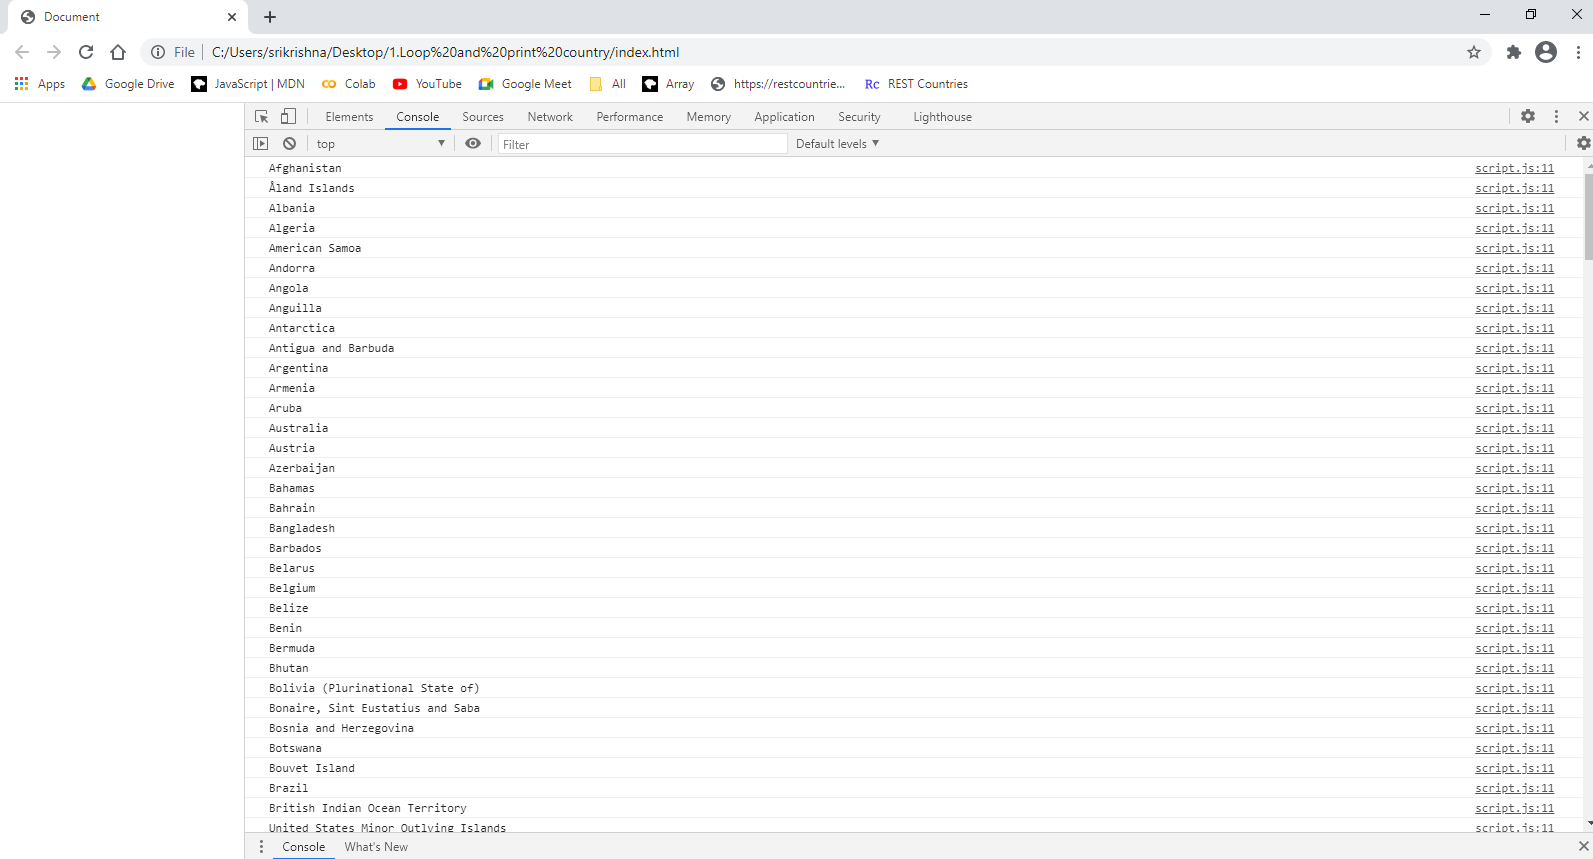 Document
File C:/Users/srikrishna/Desktop/1.Loop%20and%20print%20country/index.html
Apps Google Drive JavaScript | MDN Colab YouTube Google Meet All Array https://restcountrie... Rc REST Countries
Elements Console Sources Network Performance Memory Application Security Lighthouse
top Filter Default levels
Afghanistan script.js:11
Åland Islands script.js:11
Albania script.js:11
Algeria script.js:11
American Samoa script.js:11
Andorra script.js:11
Angola script.js:11
Anguilla script.js:11
Antarctica script.js:11
Antigua and Barbuda script.js:11
Argentina script.js:11
Armenia script.js:11
Aruba script.js:11
Australia script.js:11
Austria script.js:11
Azerbaijan script.js:11
Bahamas script.js:11
Bahrain script.js:11
Bangladesh script.js:11
Barbados script.js:11
Belarus script.js:11
Belgium script.js:11
Belize script.js:11
Benin script.js:11
Bermuda script.js:11
Bhutan script.js:11
Bolivia (Plurinational State of) script.js:11
Bonaire, Sint Eustatius and Saba script.js:11
Bosnia and Herzegovina script.js:11
Botswana script.js:11
Bouvet Island script.js:11
Brazil script.js:11
British Indian Ocean Territory script.js:11
United States Minor Outlying Islands script.js:11
Console What's New